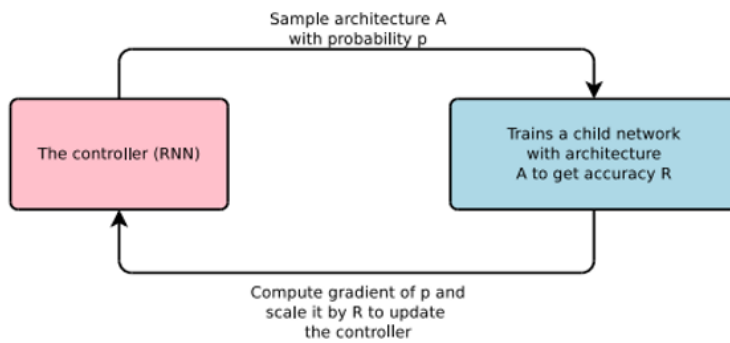 Sample architecture A
with probability p
The controller (RNN)
Trains a child network
with architecture
A to get accuracy R
Compute gradient of p and
scale it by R to update
the controller